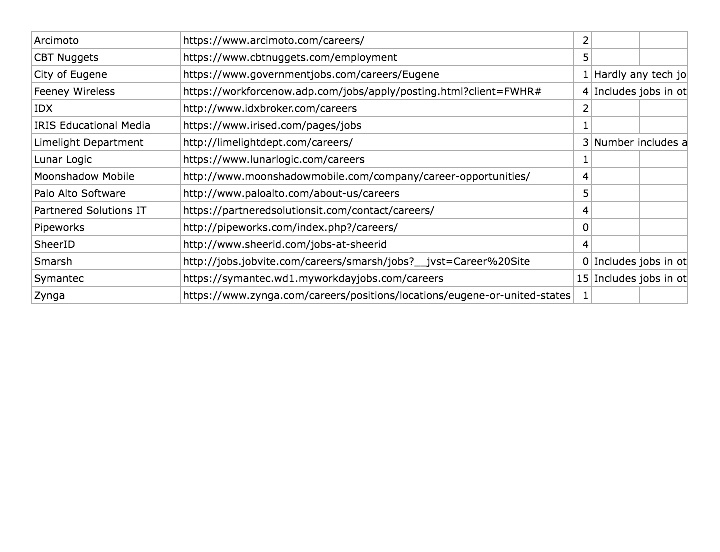 Arcimoto https://www.arcimoto.com/careers/ 2
CBT Nuggets https://www.cbtnuggets.com/employment 5
City of Eugene https://www.governmentjobs.com/careers/Eugene 1 Hardly any tech jo
Feeney Wireless https://workforcenow.adp.com/jobs/apply/posting.html?client=FWHR# 4 Includes jobs in ot
IDX http://www.idxbroker.com/careers 2
IRIS Educational Media https://www.irised.com/pages/jobs 1
Limelight Department http://limelightdept.com/careers/ 3 Number includes a
Lunar Logic https://www.lunarlogic.com/careers 1
Moonshadow Mobile http://www.moonshadowmobile.com/company/career-opportunities/ 4
Palo Alto Software http://www.paloalto.com/about-us/careers 5
Partnered Solutions IT https://partneredsolutionsit.com/contact/careers/ 4
Pipeworks http://pipeworks.com/index.php?/careers/ 0
SheerID http://www.sheerid.com/jobs-at-sheerid 4
Smarsh http://jobs.jobvite.com/careers/smarsh/jobs?__jvst=Career%20Site 0 Includes jobs in ot
Symantec https://symantec.wd1.myworkdayjobs.com/careers 15 Includes jobs in ot
Zynga https://www.zynga.com/careers/positions/locations/eugene-or-united-states 1